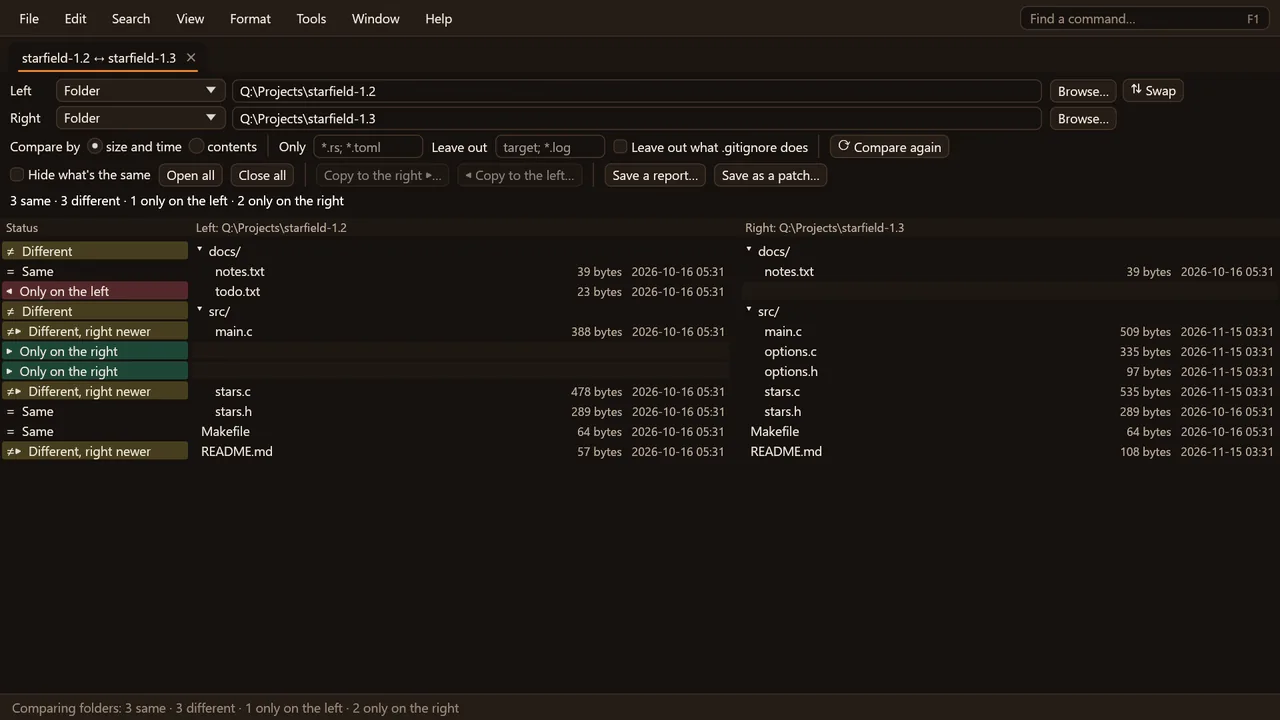 File Edit Search View Format Tools Window Help Find a command... F1
starfield-1.2 ↔ starfield-1.3 ×
Left Folder ▼ Q:\Projects\starfield-1.2 Browse... ⇅ Swap
Right Folder ▼ Q:\Projects\starfield-1.3 Browse...
Compare by size and time contents Only *.rs; *.toml Leave out target; *.log Leave out what .gitignore does Compare again
Hide what's the same Open all Close all Copy to the right ▸... ◂ Copy to the left... Save a report... Save as a patch...
3 same · 3 different · 1 only on the left · 2 only on the right
Status Left: Q:\Projects\starfield-1.2 Right: Q:\Projects\starfield-1.3
≠ Different ▾ docs/ ▾ docs/
= Same notes.txt 39 bytes 2026-10-16 05:31 notes.txt 39 bytes 2026-10-16 05:31
◂ Only on the left todo.txt 23 bytes 2026-10-16 05:31
≠ Different ▾ src/ ▾ src/
≠▸ Different, right newer main.c 388 bytes 2026-10-16 05:31 main.c 509 bytes 2026-11-15 03:31
▸ Only on the right options.c 335 bytes 2026-11-15 03:31
▸ Only on the right options.h 97 bytes 2026-11-15 03:31
≠▸ Different, right newer stars.c 478 bytes 2026-10-16 05:31 stars.c 535 bytes 2026-11-15 03:31
= Same stars.h 289 bytes 2026-10-16 05:31 stars.h 289 bytes 2026-10-16 05:31
= Same Makefile 64 bytes 2026-10-16 05:31 Makefile 64 bytes 2026-10-16 05:31
≠▸ Different, right newer README.md 57 bytes 2026-10-16 05:31 README.md 108 bytes 2026-11-15 03:31
Comparing folders: 3 same · 3 different · 1 only on the left · 2 only on the right